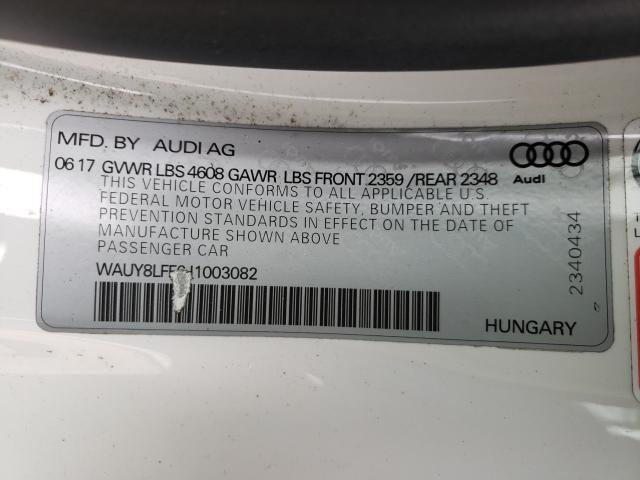 MFD. BY AUDI AG
06 17 GVWR LBS 4608 GAWR LBS FRONT 2359 /REAR 2348
THIS VEHICLE CONFORMS TO ALL APPLICABLE U.S.
FEDERAL MOTOR VEHICLE SAFETY, BUMPER AND THEFT
PREVENTION STANDARDS IN EFFECT ON THE DATE OF
MANUFACTURE SHOWN ABOVE
PASSENGER CAR
Audi
2340434
HUNGARY